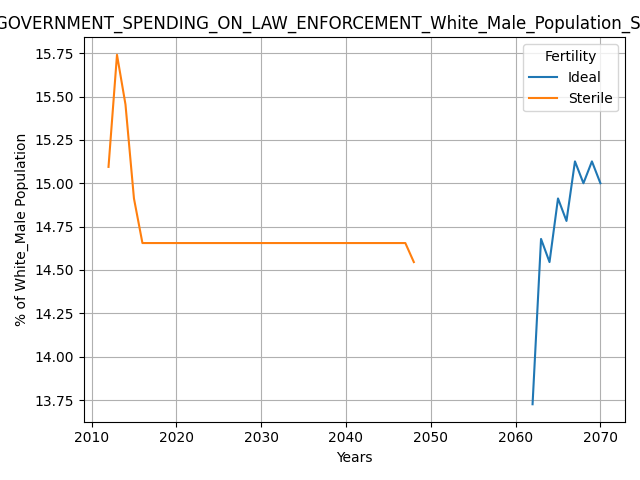 GOVERNMENT_SPENDING_ON_LAW_ENFORCEMENT_White_Male_Population_S
Fertility
Ideal
Sterile
% of White_Male Population
15.75
15.50
15.25
15.00
14.75
14.50
14.25
14.00
13.75
2010 2020 2030 2040 2050 2060 2070
Years